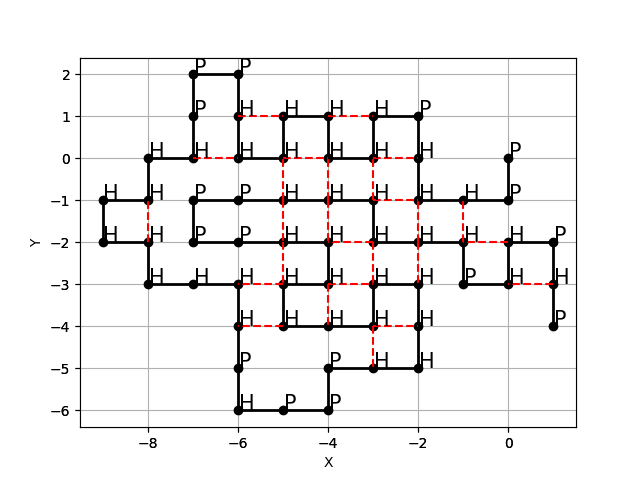 2 P P
1 P H H H H P
0 H H H H H H H P
−1 H H P P H H H H H P
−2 H H P P H H H H H H P
−3 H H H H H H H P H H
−4 H H H H H P
−5 P P H H
−6 H P P
Y
−8 −6 −4 −2 0
X